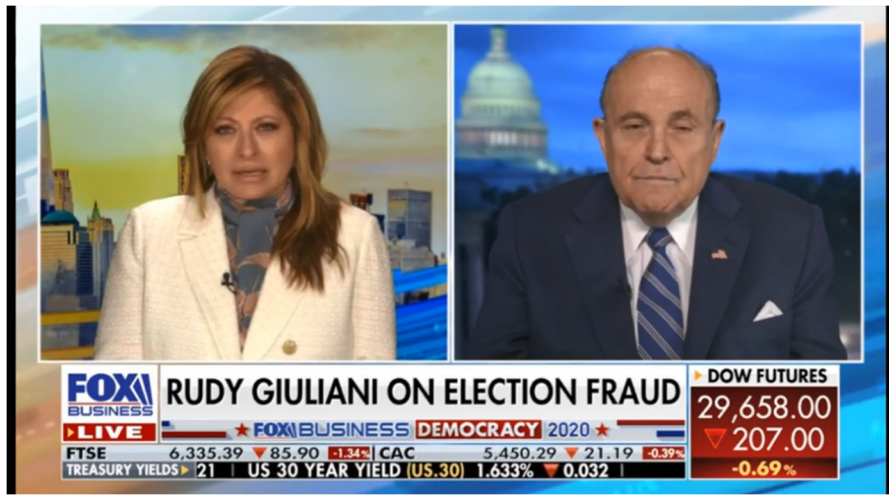 FOX
BUSINESS
LIVE
RUDY GIULIANI ON ELECTION FRAUD
FOX BUSINESS DEMOCRACY 2020
DOW FUTURES
29,658.00
▼ 207.00
-0.69%
FTSE 6,335.39 ▼ 85.90 -1.34% CAC 5,450.29 ▼ 21.19 -0.39%
TREASURY YIELDS 21 US 30 YEAR YIELD (US.30) 1.633% ▼ 0.032